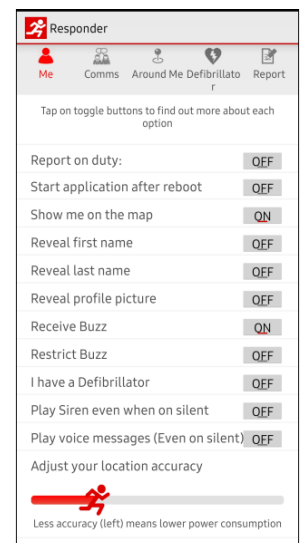 Responder
Me Comms Around Me Defibrillato
r Report
Tap on toggle buttons to find out more about each
option
Report on duty: OFF
Start application after reboot OFF
Show me on the map ON
Reveal first name OFF
Reveal last name OFF
Reveal profile picture OFF
Receive Buzz ON
Restrict Buzz OFF
I have a Defibrillator OFF
Play Siren even when on silent OFF
Play voice messages (Even on silent) OFF
Adjust your location accuracy
Less accuracy (left) means lower power consumption